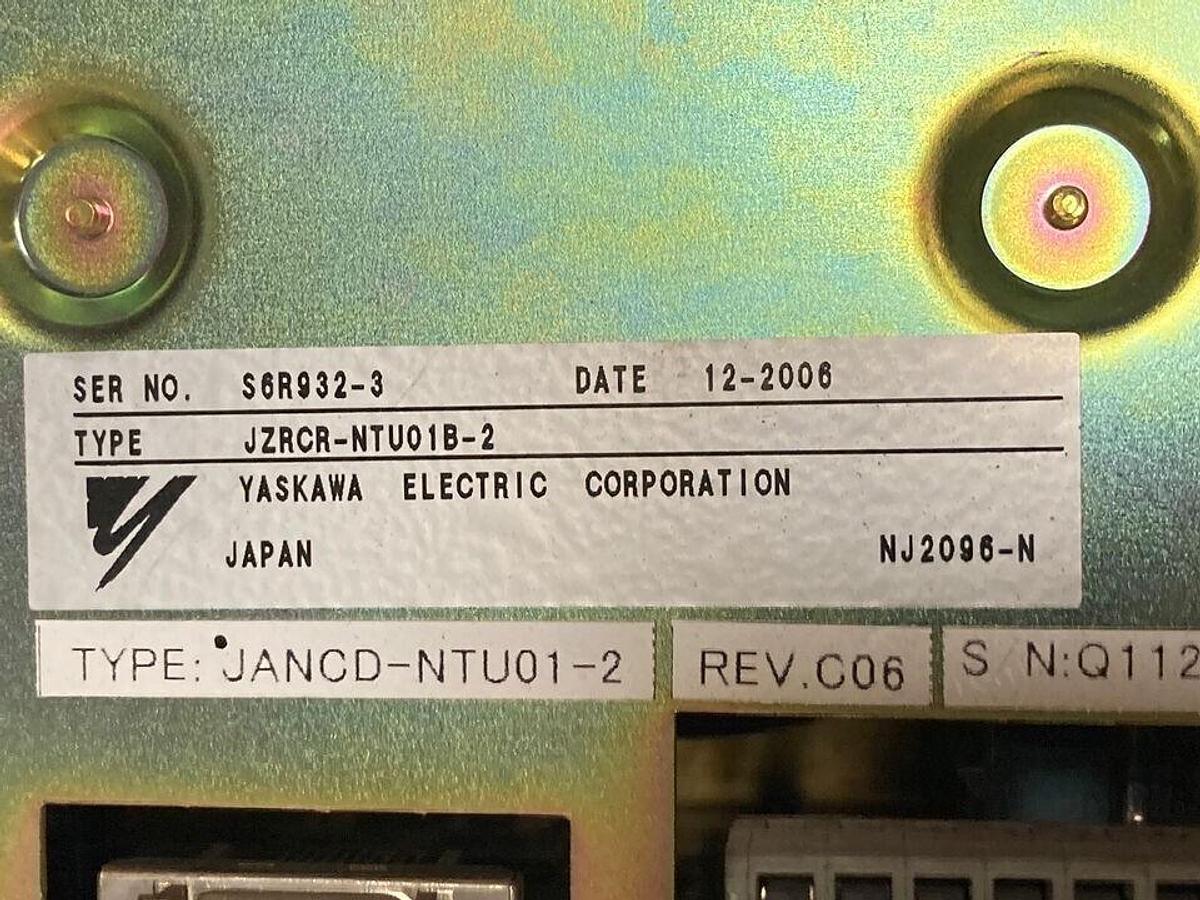 SER NO. S6R932-3 DATE 12-2006
TYPE JZRCR-NTU01B-2
YASKAWA ELECTRIC CORPORATION
JAPAN NJ2096-N
TYPE: JANCD-NTU01-2 REV.C06 S N:Q112